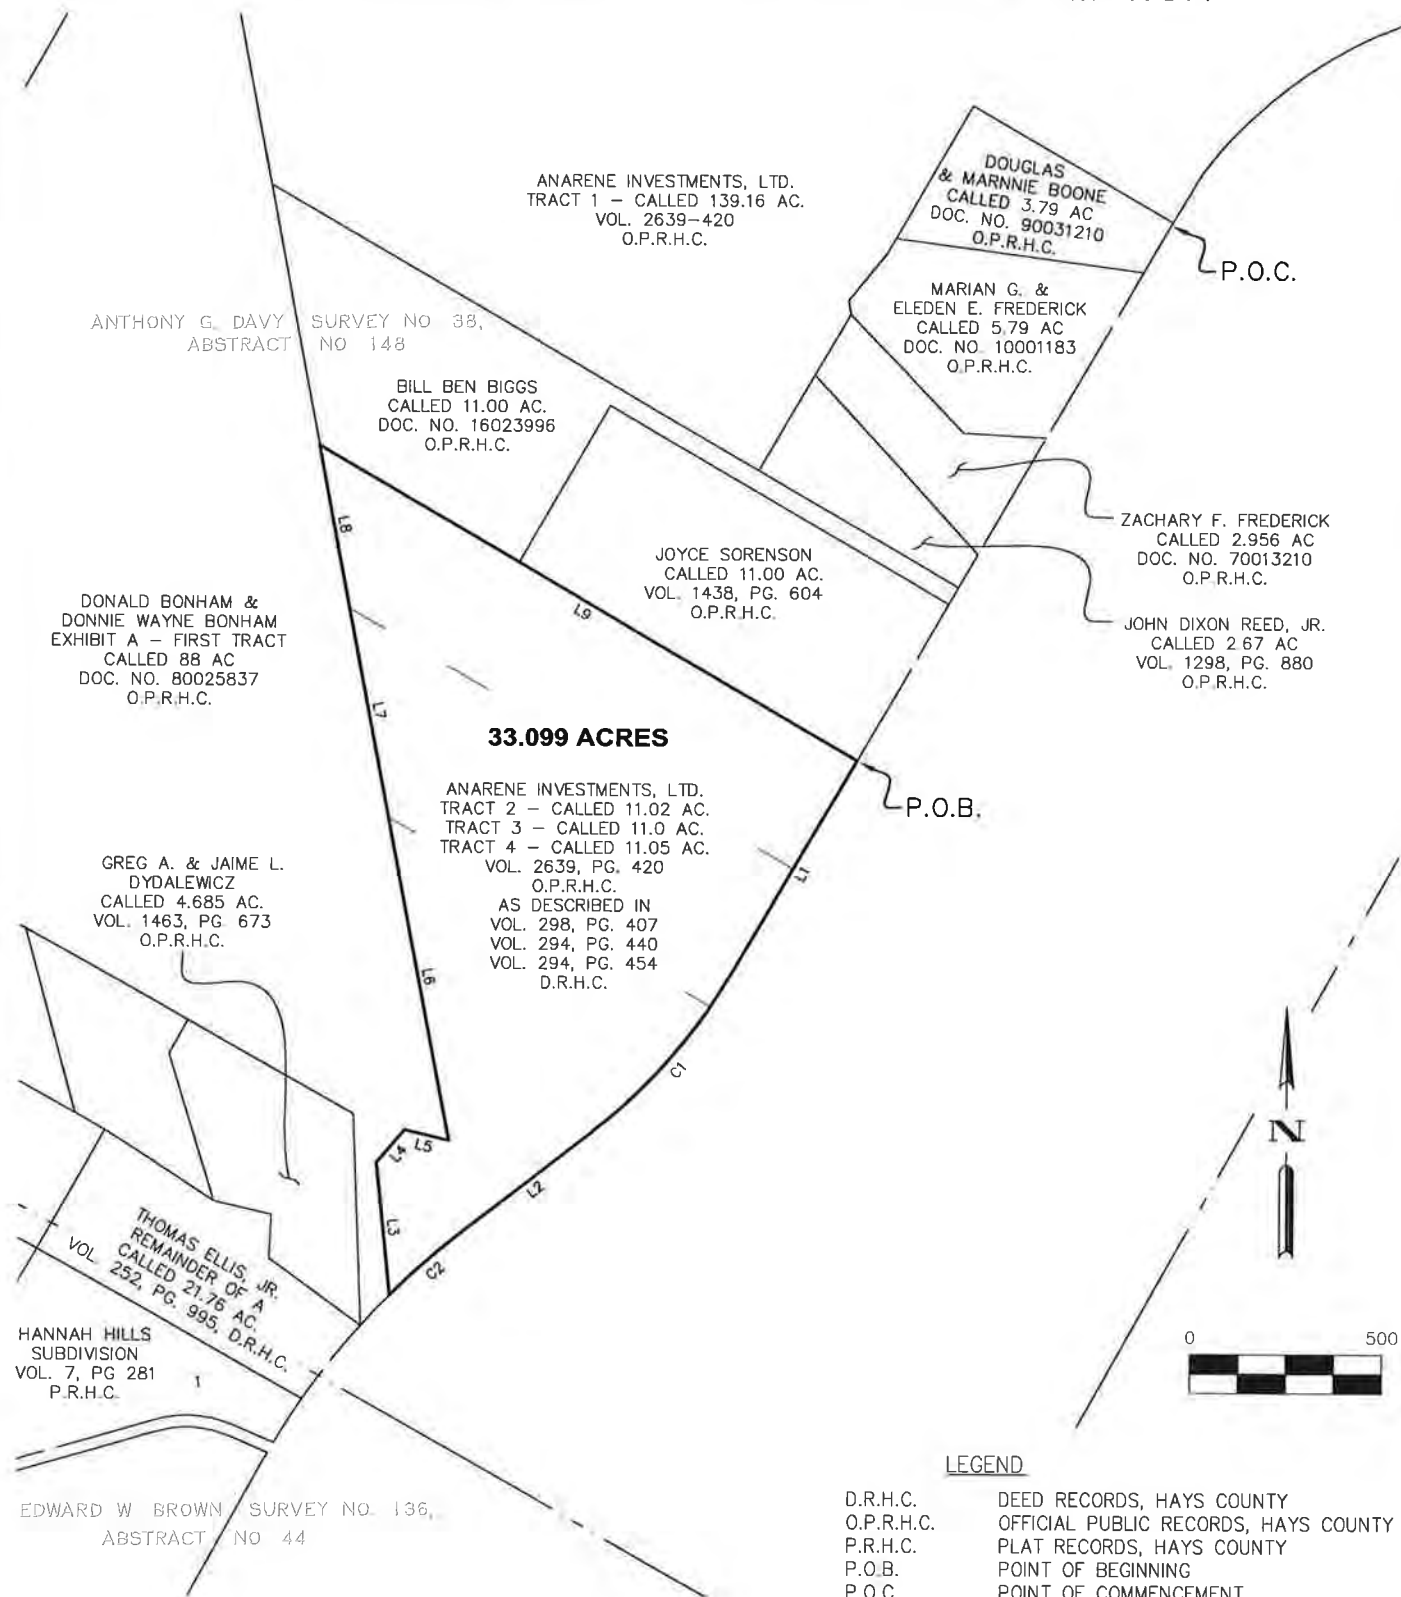 ANARENE INVESTMENTS, LTD.
TRACT 1 – CALLED 139.16 AC.
VOL. 2639–420
O.P.R.H.C.
DOUGLAS
& MARNNIE BOONE
CALLED 3.79 AC
DOC. NO. 90031210
O.P.R.H.C.
P.O.C.
MARIAN G. &
ELEDEN E. FREDERICK
CALLED 5.79 AC
DOC. NO. 10001183
O.P.R.H.C.
ANTHONY G. DAVY SURVEY NO 38,
ABSTRACT NO 148
BILL BEN BIGGS
CALLED 11.00 AC.
DOC. NO. 16023996
O.P.R.H.C.
ZACHARY F. FREDERICK
CALLED 2.956 AC
DOC. NO. 70013210
O.P.R.H.C.
JOYCE SORENSON
CALLED 11.00 AC.
VOL. 1438, PG. 604
O.P.R.H.C.
L8
L9
DONALD BONHAM &
DONNIE WAYNE BONHAM
EXHIBIT A – FIRST TRACT
CALLED 88 AC
DOC. NO. 80025837
O.P.R.H.C.
JOHN DIXON REED, JR.
CALLED 2.67 AC
VOL. 1298, PG. 880
O.P.R.H.C.
L7
33.099 ACRES
ANARENE INVESTMENTS, LTD.
TRACT 2 – CALLED 11.02 AC.
TRACT 3 – CALLED 11.0 AC.
TRACT 4 – CALLED 11.05 AC.
VOL. 2639, PG. 420
O.P.R.H.C.
AS DESCRIBED IN
VOL. 298, PG. 407
VOL. 294, PG. 440
VOL. 294, PG. 454
D.R.H.C.
P.O.B.
L1
GREG A. & JAIME L.
DYDALEWICZ
CALLED 4.685 AC.
VOL. 1463, PG 673
O.P.R.H.C.
L6
C1
L4
L5
L2
L3
C2
N
THOMAS ELLIS, JR.
REMAINDER OF A
CALLED 21.76 AC.
VOL. 252, PG. 995, D.R.H.C.
HANNAH HILLS
SUBDIVISION
VOL. 7, PG 281
P.R.H.C.
1
0 500
EDWARD W BROWN SURVEY NO. 136,
ABSTRACT NO 44
LEGEND
D.R.H.C. DEED RECORDS, HAYS COUNTY
O.P.R.H.C. OFFICIAL PUBLIC RECORDS, HAYS COUNTY
P.R.H.C. PLAT RECORDS, HAYS COUNTY
P.O.B. POINT OF BEGINNING
P.O.C. POINT OF COMMENCEMENT